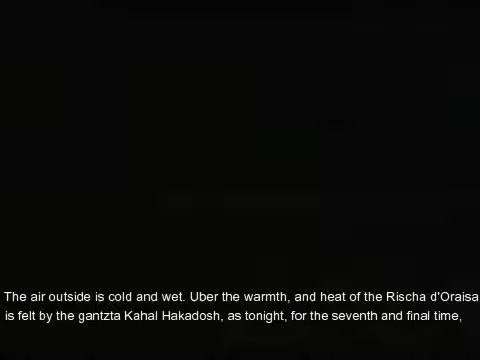 The air outside is cold and wet. Uber the warmth, and heat of the Rischa d'Oraisa
is felt by the gantzta Kahal Hakadosh, as tonight, for the seventh and final time,